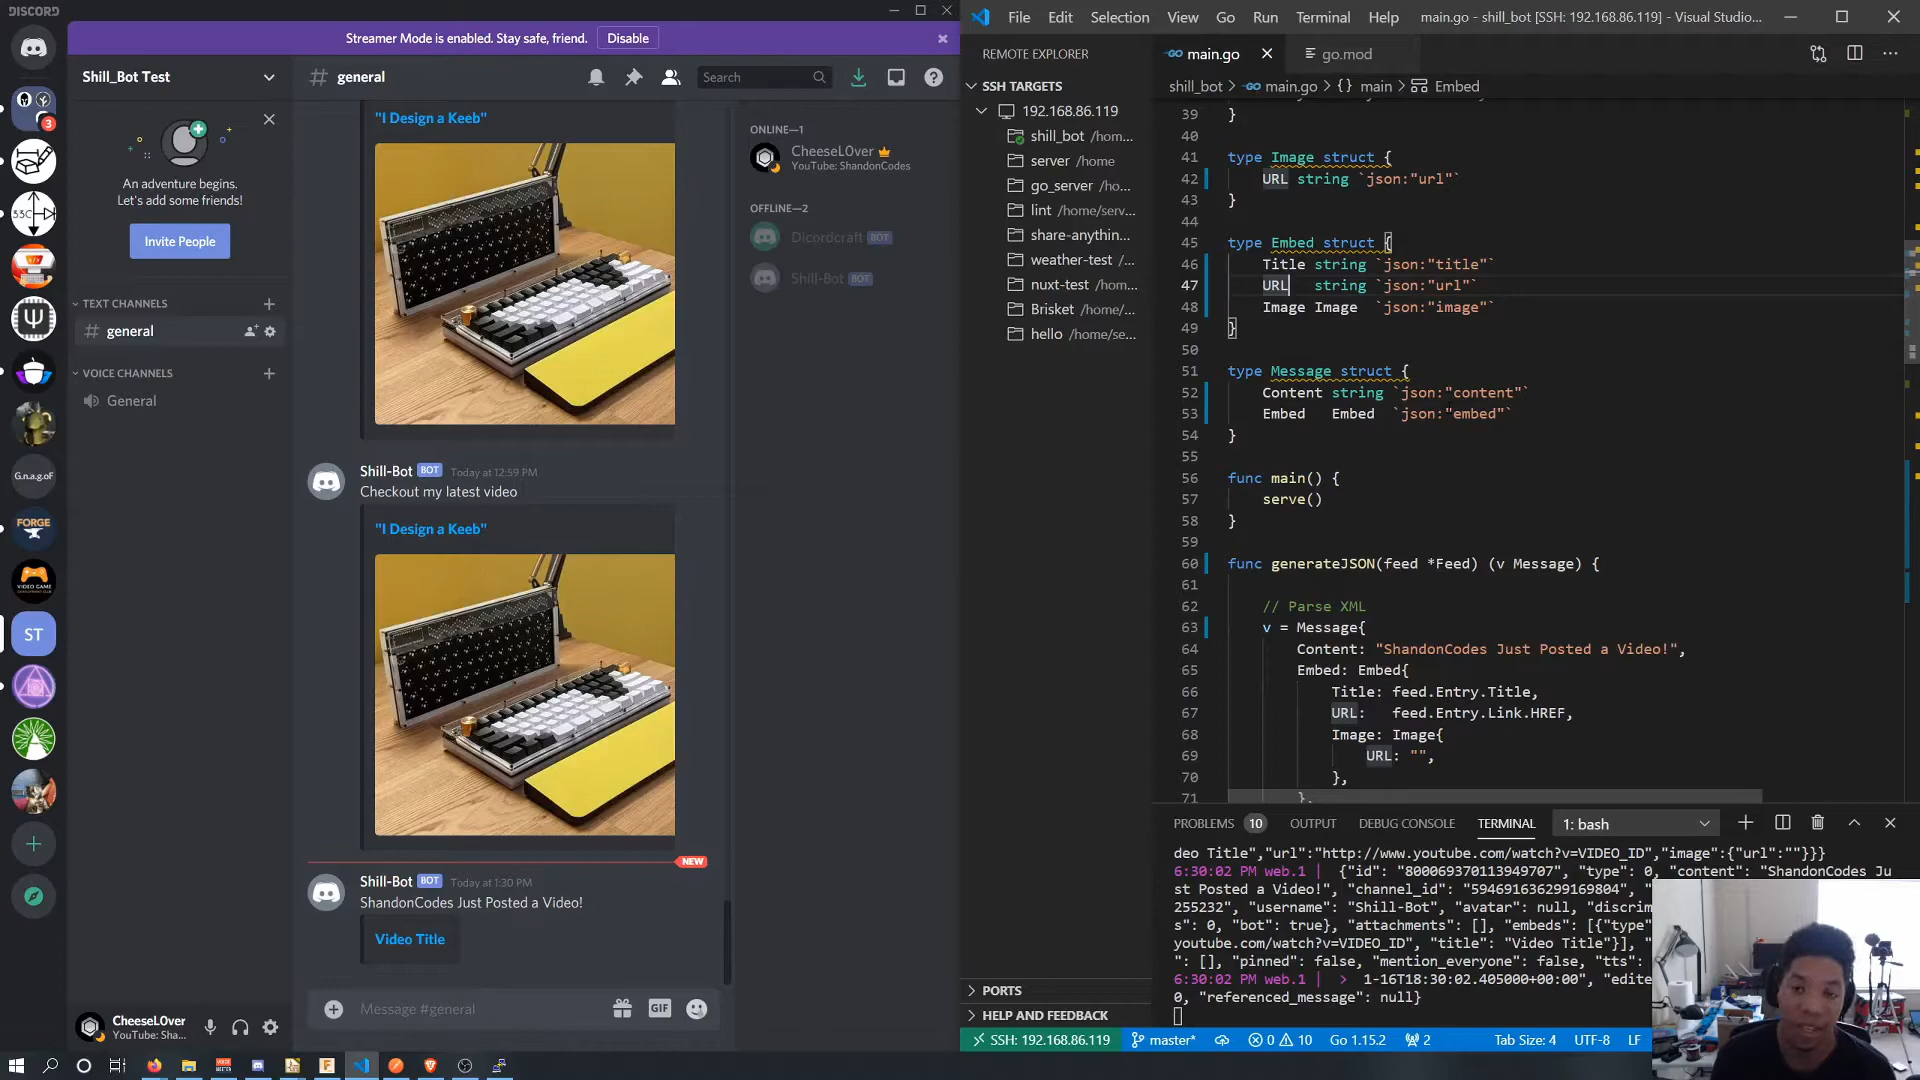 DISCORD
Streamer Mode is enabled. Stay safe, friend.
Disable
Shill_Bot Test
general
Search
3
An adventure begins.
Let's add some friends!
Invite People
TEXT CHANNELS
general
VOICE CHANNELS
General
SSC
G.n.a.g.oF
FORGE
VIDEO GAME
ST
"I Design a Keeb"
Shill-Bot BOT Today at 12:59 PM
Checkout my latest video
"I Design a Keeb"
NEW
Shill-Bot BOT Today at 1:30 PM
ShandonCodes Just Posted a Video!
Video Title
Message #general
GIF
CheeseL0ver
YouTube: Sha...
ONLINE—1
CheeseL0ver
YouTube: ShandonCodes
OFFLINE—2
Dicordcraft BOT
Shill-Bot BOT
File Edit Selection View Go Run Terminal Help main.go - shill_bot [SSH: 192.168.86.119] - Visual Studio...
REMOTE EXPLORER
SSH TARGETS
192.168.86.119
shill_bot /hom...
server /home
go_server /ho...
lint /home/serv...
share-anythin...
weather-test /...
nuxt-test /hom...
Brisket /home/...
hello /home/se...
PORTS
HELP AND FEEDBACK
main.go
go.mod
shill_bot > main.go > {} main > Embed
39 }
40
41 type Image struct {
42 URL string `json:"url"`
43 }
44
45 type Embed struct {
46 Title string `json:"title"`
47 URL string `json:"url"`
48 Image Image `json:"image"`
49 }
50
51 type Message struct {
52 Content string `json:"content"`
53 Embed Embed `json:"embed"`
54 }
55
56 func main() {
57 serve()
58 }
59
60 func generateJSON(feed *Feed) (v Message) {
61
62 // Parse XML
63 v = Message{
64 Content: "ShandonCodes Just Posted a Video!",
65 Embed: Embed{
66 Title: feed.Entry.Title,
67 URL: feed.Entry.Link.HREF,
68 Image: Image{
69 URL: "",
70 },
71 },
PROBLEMS 10 OUTPUT DEBUG CONSOLE TERMINAL 1: bash
deo Title","url":"http://www.youtube.com/watch?v=VIDEO_ID","image":{"url":""}}}
6:30:02 PM web.1 | {"id": "800069370113949707", "type": 0, "content": "ShandonCodes Ju
st Posted a Video!", "channel_id": "594691636299169804", "
255232", "username": "Shill-Bot", "avatar": null, "discrim
s": 0, "bot": true}, "attachments": [], "embeds": [{"type"
youtube.com/watch?v=VIDEO_ID", "title": "Video Title"}], "
": [], "pinned": false, "mention_everyone": false, "tts":
6:30:02 PM web.1 | > 1-16T18:30:02.405000+00:00", "edite
0, "referenced_message": null}
SSH: 192.168.86.119 master* 0 10 Go 1.15.2 2 Tab Size: 4 UTF-8 LF